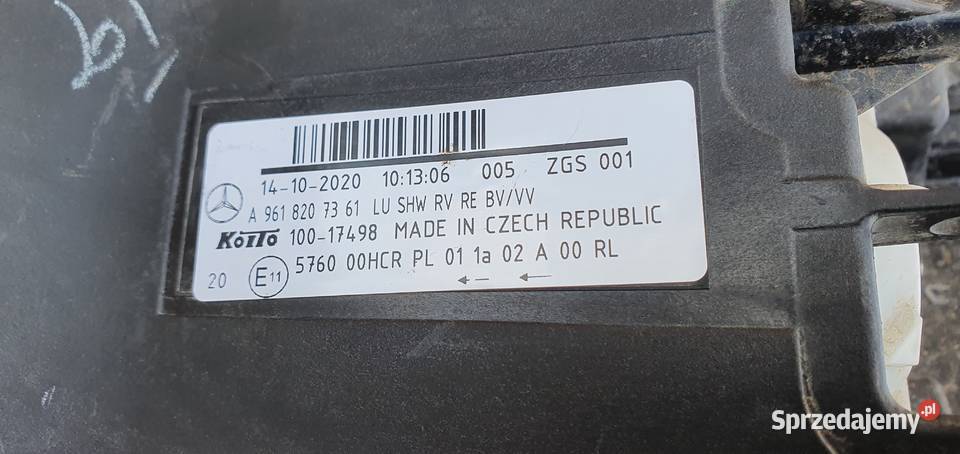 14-10-2020 10:13:06 005 ZGS 001
A 961 820 73 61 LU SHW RV RE BV/VV
KOITO 100-17498 MADE IN CZECH REPUBLIC
20 E11 5760 00HCR PL 01 1a 02 A 00 RL
Sprzedajemy.pl